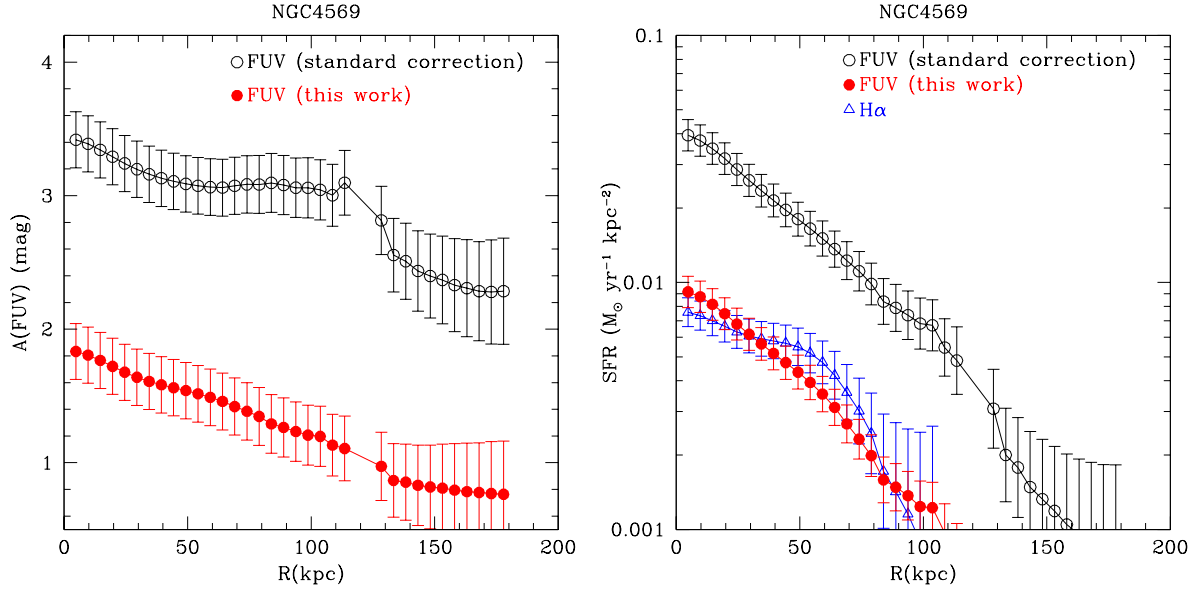 NGC4569
4
3
2
1
A(FUV) (mag)
FUV (standard correction)
FUV (this work)
0
50
100
150
200
R(kpc)
NGC4569
0.1
0.01
0.001
SFR (M⊙ yr⁻¹ kpc⁻²)
FUV (standard correction)
FUV (this work)
Hα
0
50
100
150
200
R(kpc)